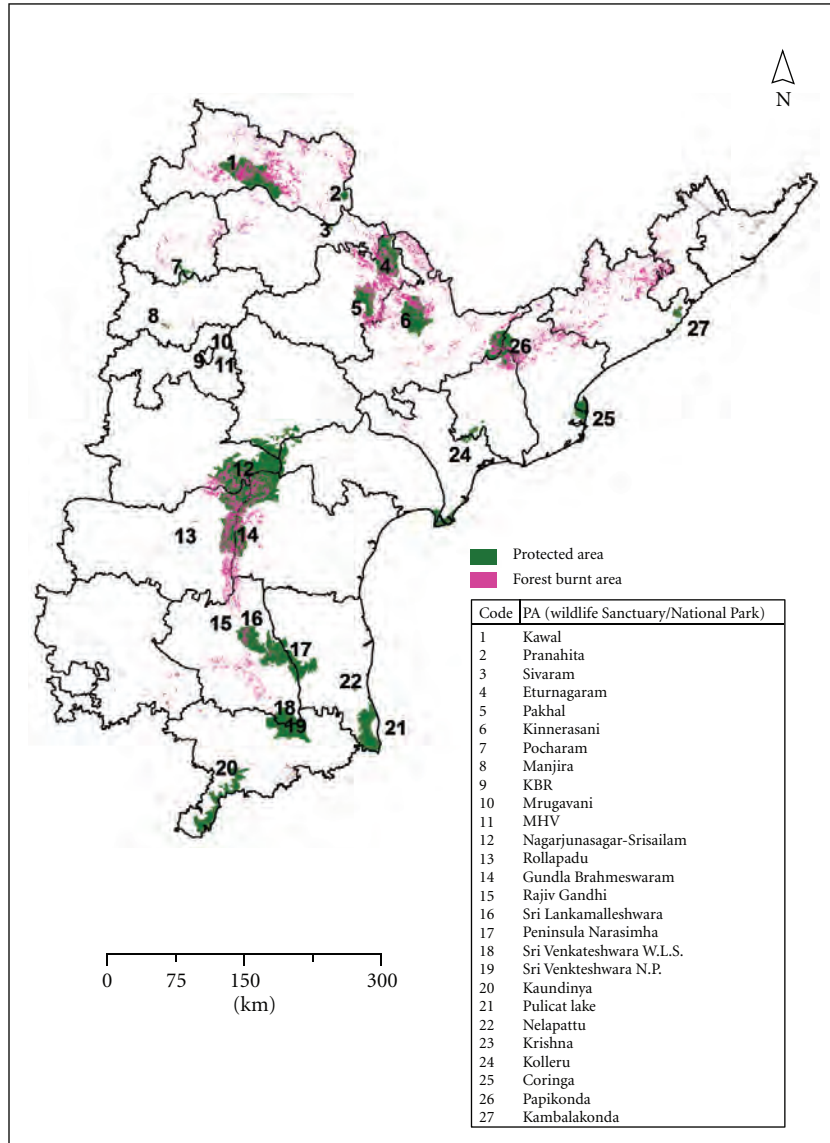 N
1
2
3
4
5
6
7
8
9
10
11
12
13
14
15
16
17
18
19
20
21
22
24
25
26
27
Protected area
Forest burnt area
Code PA (wildlife Sanctuary/National Park)
1 Kawal
2 Pranahita
3 Sivaram
4 Eturnagaram
5 Pakhal
6 Kinnerasani
7 Pocharam
8 Manjira
9 KBR
10 Mrugavani
11 MHV
12 Nagarjunasagar-Srisailam
13 Rollapadu
14 Gundla Brahmeswaram
15 Rajiv Gandhi
16 Sri Lankamalleshwara
17 Peninsula Narasimha
18 Sri Venkateshwara W.L.S.
19 Sri Venkteshwara N.P.
20 Kaundinya
21 Pulicat lake
22 Nelapattu
23 Krishna
24 Kolleru
25 Coringa
26 Papikonda
27 Kambalakonda
0 75 150 300
(km)